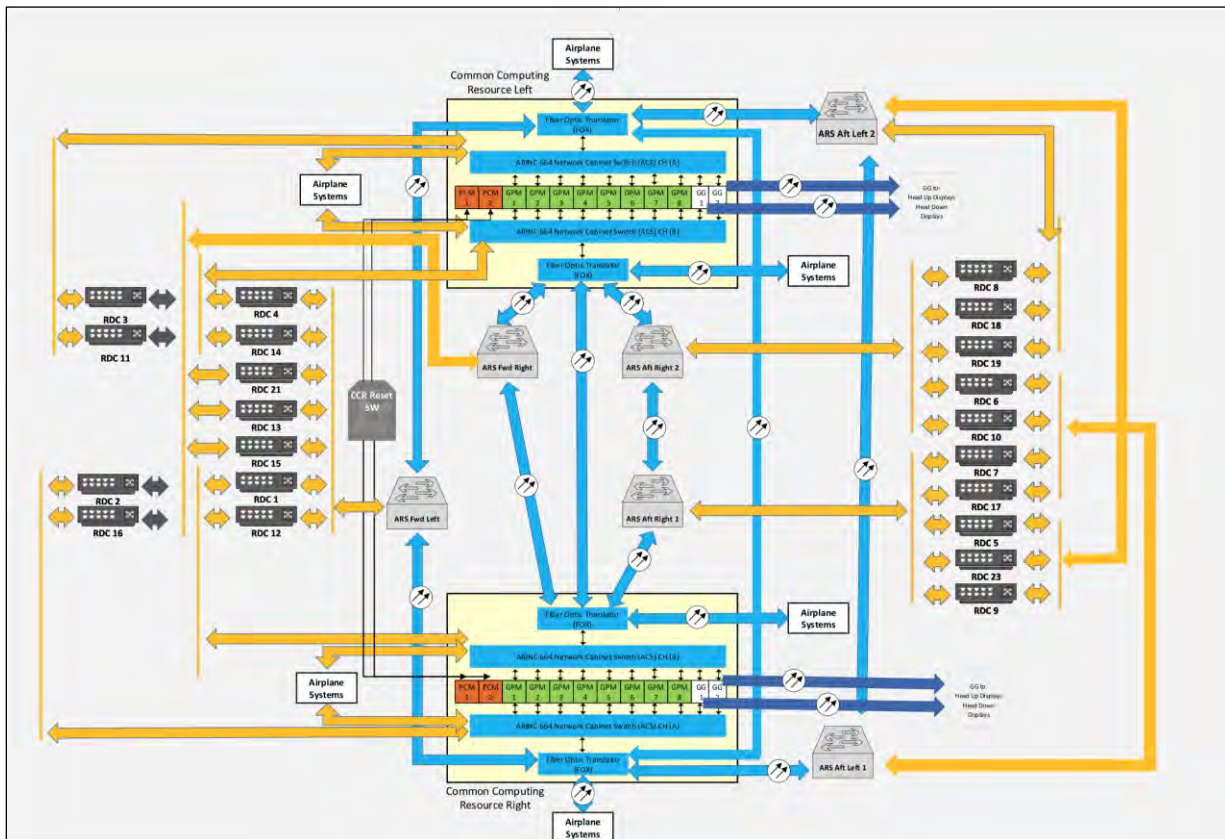 Airplane
Systems
Common Computing
Resource Left
Fiber Optic Translator
(FOX)
ARS Aft Left 2
ARINC 664 Network Cabinet Switch (ACS) CH (A)
Airplane
Systems
PCM
1
PCM
2
GPM
1
GPM
2
GPM
3
GPM
4
GPM
5
GPM
6
GPM
7
GPM
8
GG
1
GG
2
GG to:
Head Up Displays
Head Down
Displays
ARINC 664 Network Cabinet Switch (ACS) CH (B)
Fiber Optic Translator
(FOX)
Airplane
Systems
RDC 3
RDC 11
RDC 4
RDC 14
RDC 21
RDC 13
RDC 15
RDC 1
RDC 12
RDC 2
RDC 16
CCR Reset
SW
ARS Fwd Right
ARS Aft Right 2
ARS Fwd Left
ARS Aft Right 1
RDC 8
RDC 18
RDC 19
RDC 6
RDC 10
RDC 7
RDC 17
RDC 5
RDC 23
RDC 9
Fiber Optic Translator
(FOX)
Airplane
Systems
ARINC 664 Network Cabinet Switch (ACS) CH (B)
Airplane
Systems
PCM
1
PCM
2
GPM
1
GPM
2
GPM
3
GPM
4
GPM
5
GPM
6
GPM
7
GPM
8
GG
1
GG
2
GG to:
Head Up Displays
Head Down
Displays
ARINC 664 Network Cabinet Switch (ACS) CH (A)
Fiber Optic Translator
(FOX)
ARS Aft Left 1
Common Computing
Resource Right
Airplane
Systems